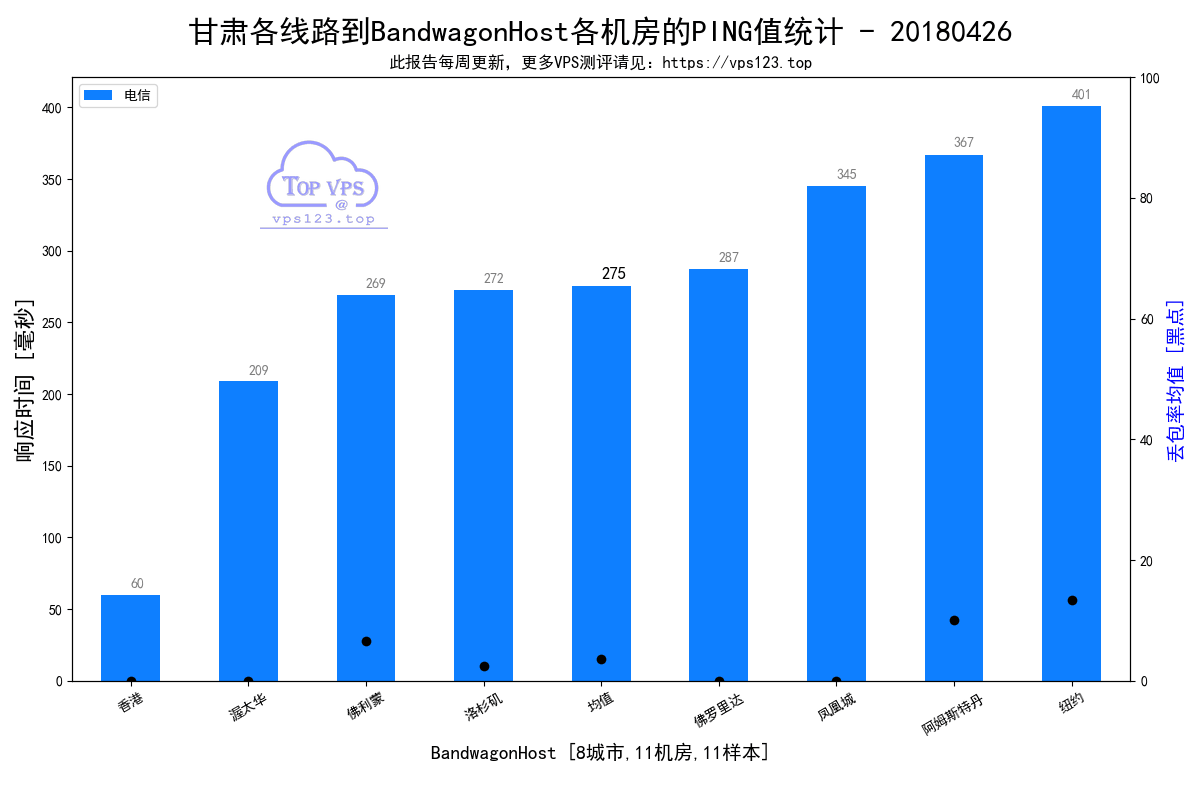 甘肃各线路到BandwagonHost各机房的PING值统计 - 20180426
此报告每周更新，更多VPS测评请见：https://vps123.top
电信
TOP VPS
@
vps123.top
响应时间 [毫秒]
400
350
300
250
200
150
100
50
0
60
209
269
272
275
287
345
367
401
100
80
60
40
20
0
丢包率均值 [黑点]
香港
渥太华
佛利蒙
洛杉矶
均值
佛罗里达
凤凰城
阿姆斯特丹
纽约
BandwagonHost [8城市,11机房,11样本]